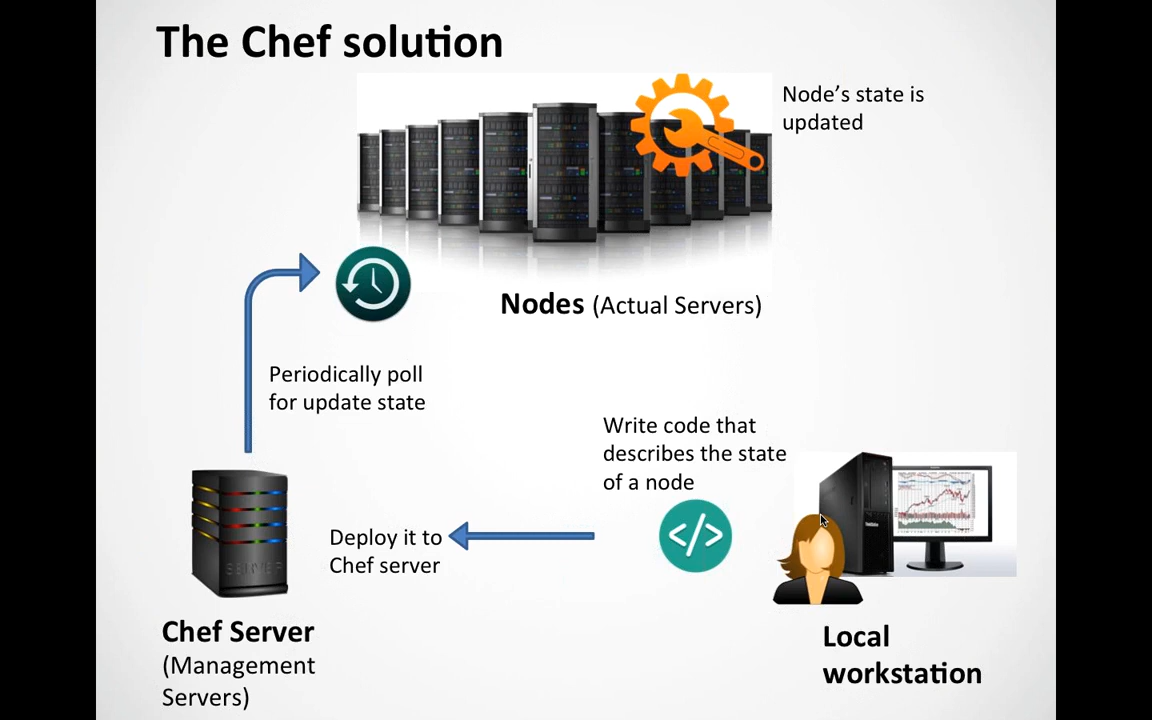 The Chef solution
Node's state is
updated
Nodes (Actual Servers)
Periodically poll
for update state
Write code that
describes the state
of a node
</>
Deploy it to
Chef server
SERVER
Chef Server
(Management
Servers)
Local
workstation